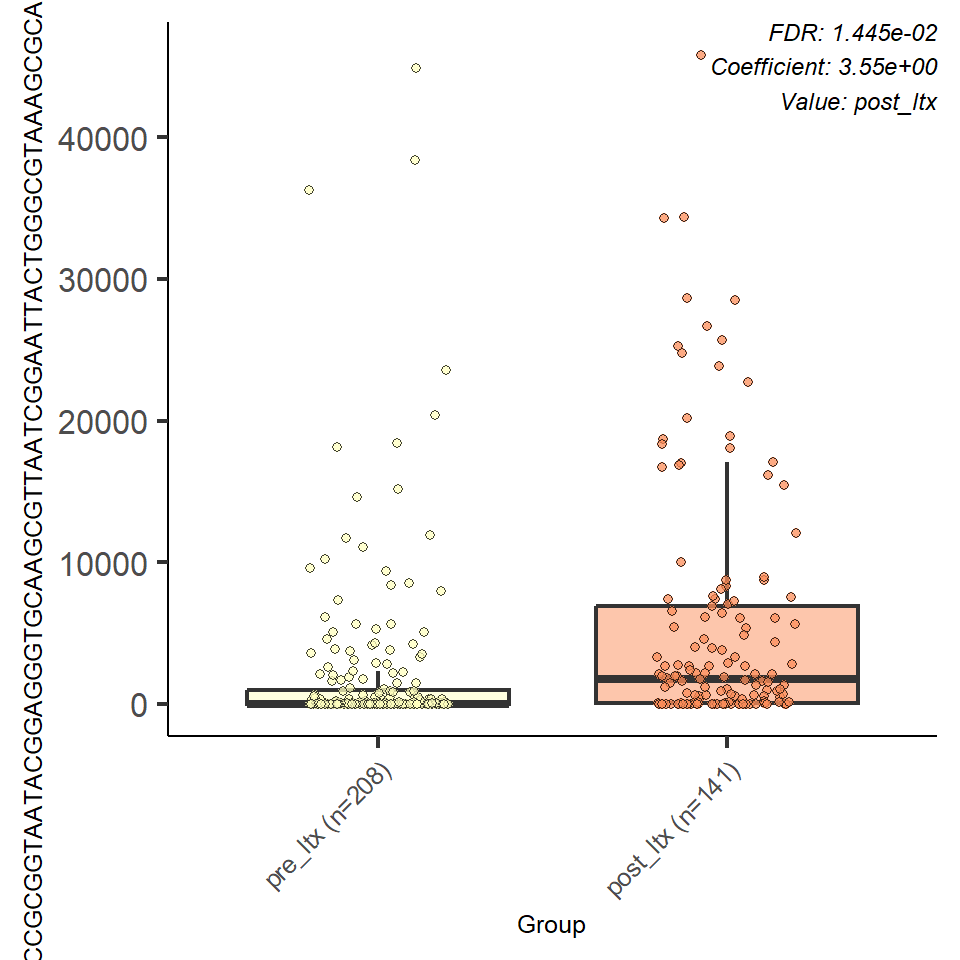 FDR: 1.445e-02
Coefficient: 3.55e+00
Value: post_ltx
CCGCGGTAATACGGAGGGTGCAAGCGTTAATCGGAATTACTGGGCGTAAAGCGCA
40000
30000
20000
10000
0
pre_ltx (n=208)
post_ltx (n=141)
Group